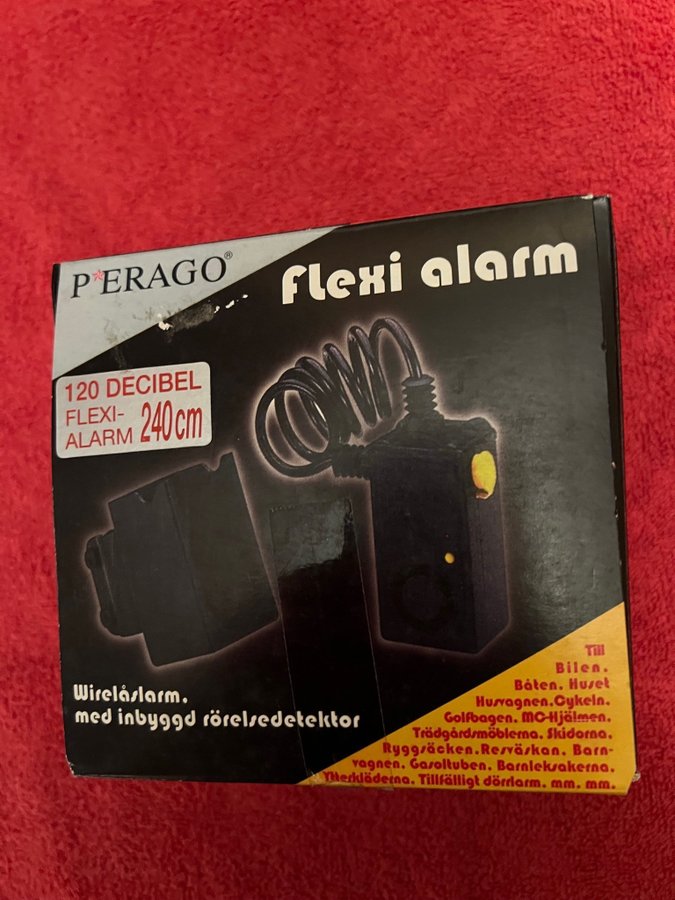 P*ERAGO®
Flexi alarm
120 DECIBEL
FLEXI-
ALARM 240cm
Wirelåslarm,
med inbyggd rörelsedetektor
Till
Bilen,
Båten, Huset
Husvagnen,Cykeln,
Golfbagen, MC-Hjälmen,
Trädgårdsmöblerna, Skidorna,
Ryggsäcken,Resväskan, Barn-
vagnen, Gasoltuben, Barnleksakerna,
Ytterkläderna, Tillfälligt dörrlarm, mm, mm,